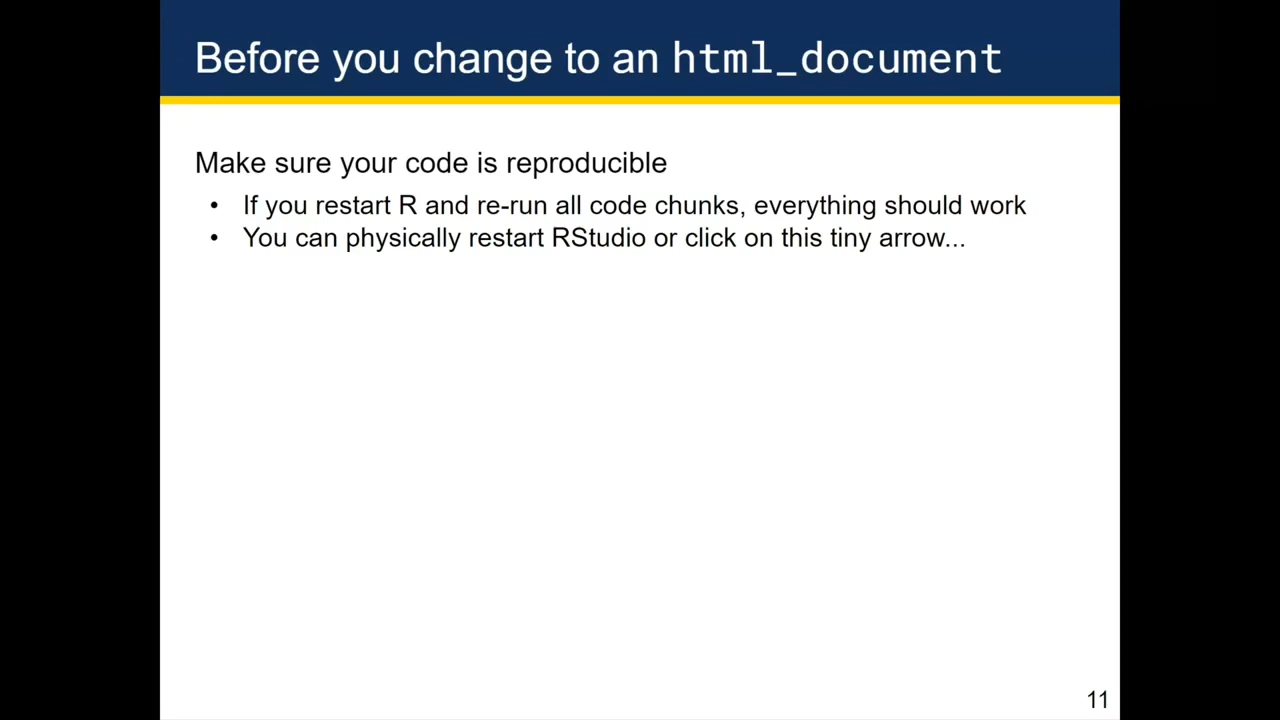 Before you change to an html_document
Make sure your code is reproducible
• If you restart R and re-run all code chunks, everything should work
• You can physically restart RStudio or click on this tiny arrow...
11